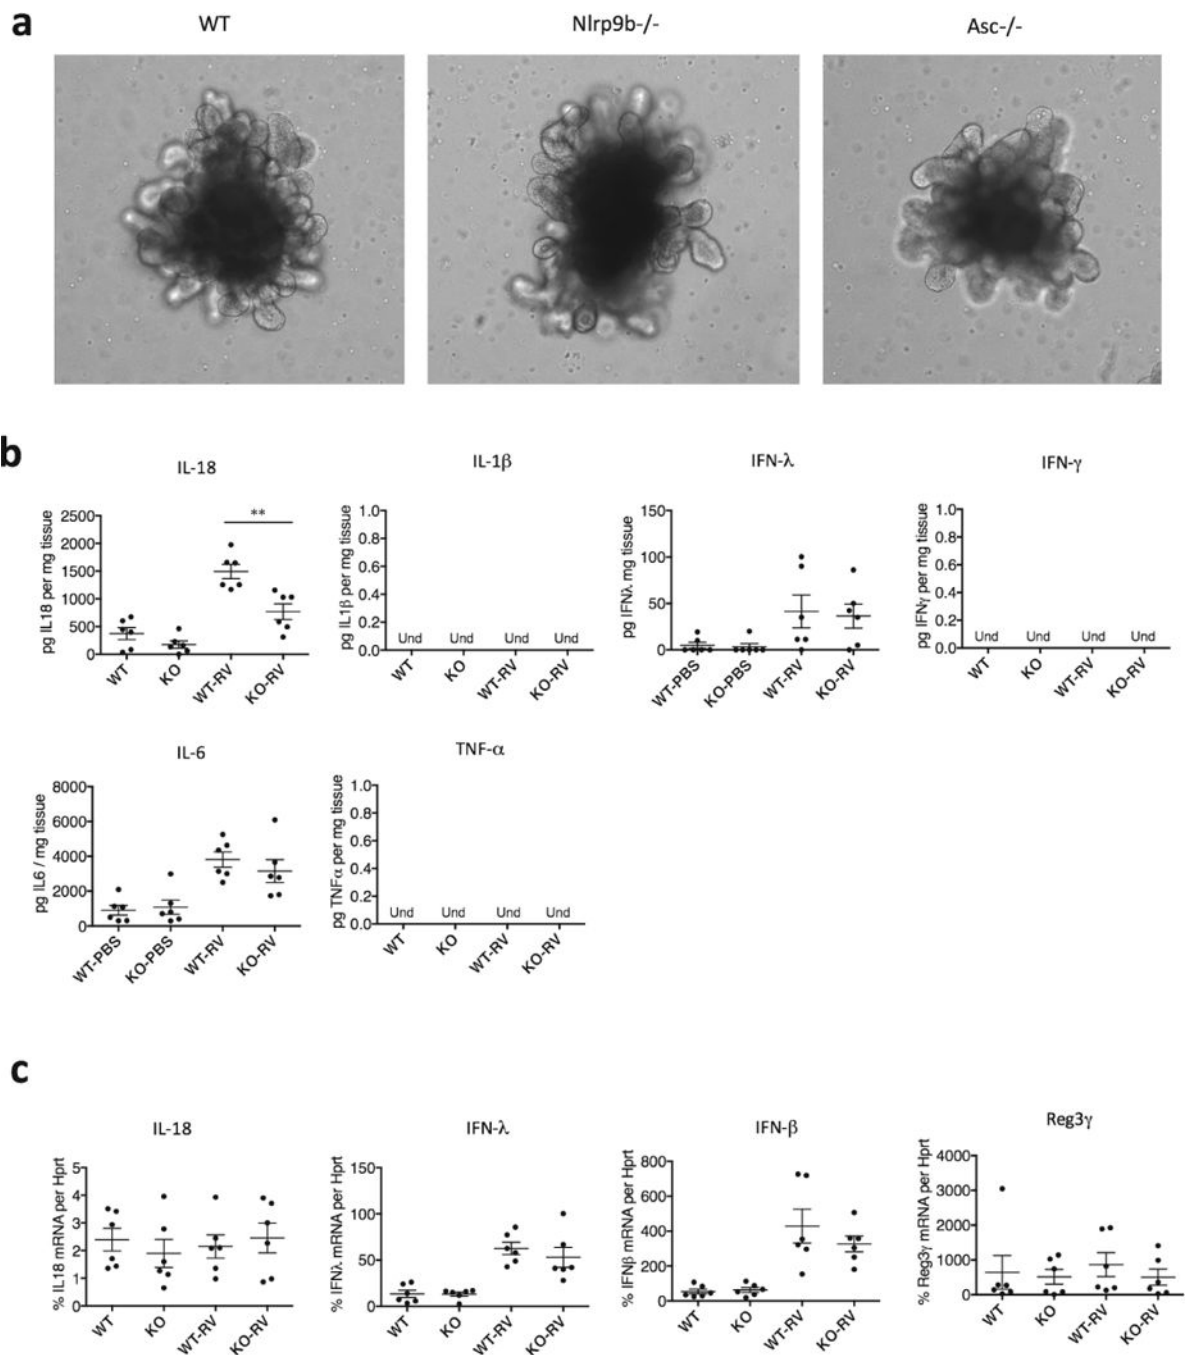 a
WT
Nlrp9b-/-
Asc-/-
b
IL-18
pg IL18 per mg tissue
2500
2000
1500
1000
500
0
**
WT
KO
WT-RV
KO-RV
IL-1β
pg IL1β per mg tissue
1.0
0.8
0.6
0.4
0.2
0.0
Und Und Und Und
WT
KO
WT-RV
KO-RV
IFN-λ
pg IFNλ mg tissue
150
100
50
0
WT-PBS
KO-PBS
WT-RV
KO-RV
IFN-γ
pg IFNγ per mg tissue
1.0
0.8
0.6
0.4
0.2
0.0
Und Und Und Und
WT
KO
WT-RV
KO-RV
IL-6
pg IL6 / mg tissue
8000
6000
4000
2000
0
WT-PBS
KO-PBS
WT-RV
KO-RV
TNF-α
pg TNFα per mg tissue
1.0
0.8
0.6
0.4
0.2
0.0
Und Und Und Und
WT
KO
WT-RV
KO-RV
c
IL-18
% IL18 mRNA per Hprt
5
4
3
2
1
0
WT
KO
WT-RV
KO-RV
IFN-λ
% IFNλ mRNA per Hprt
150
100
50
0
WT
KO
WT-RV
KO-RV
IFN-β
% IFNβ mRNA per Hprt
800
600
400
200
0
WT
KO
WT-RV
KO-RV
Reg3γ
% Reg3γ mRNA per Hprt
4000
3000
2000
1000
0
WT
KO
WT-RV
KO-RV